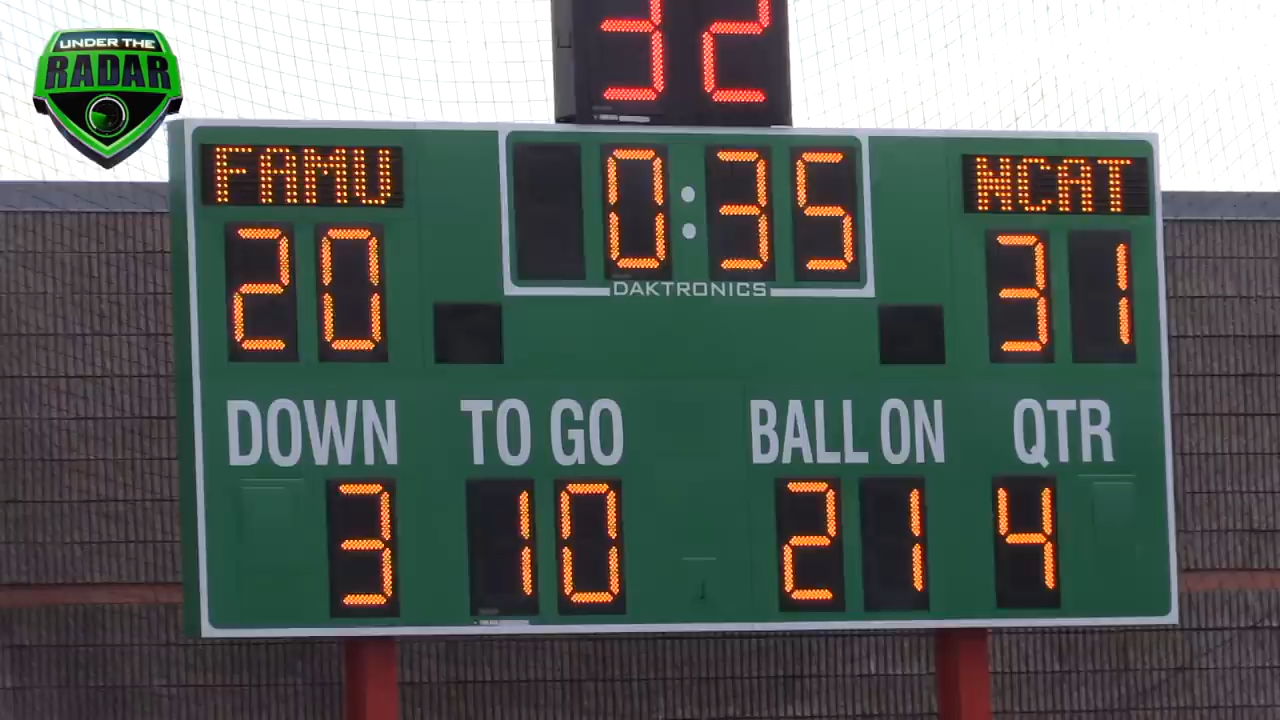 UNDER THE
RADAR
32
FAMU
0:35
NCAT
20
31
DAKTRONICS
DOWN TO GO BALL ON QTR
3 10 21 4